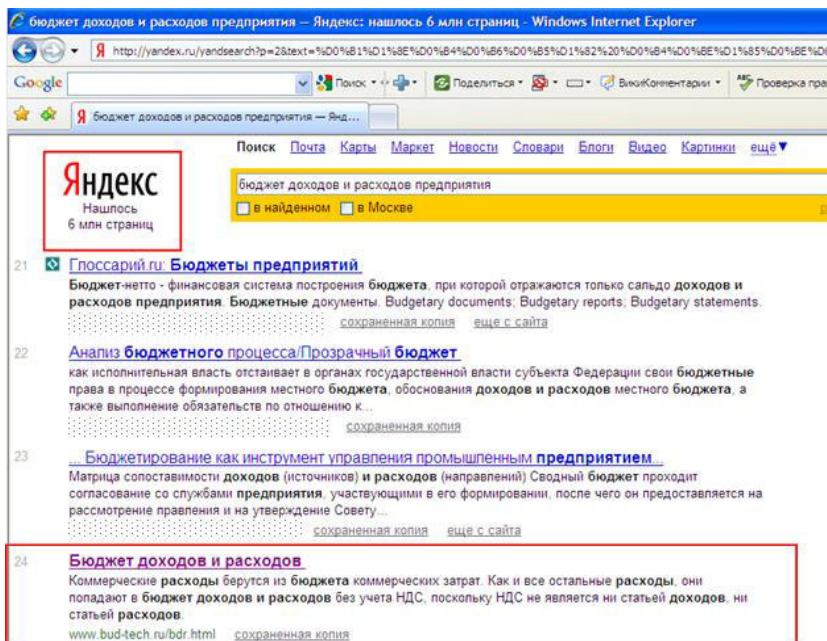 бюджет доходов и расходов предприятия – Яндекс: нашлось 6 млн страниц - Windows Internet Explorer
Я http://yandex.ru/yandsearch?p=2&text=%D0%B1%D1%8E%D0%B4%D0%B6%D0%B5%D1%82%20%D0%B4%D0%BE%D1%85%D0%BE%
Google Поиск Поделиться ВикиКомментарии Проверка
Я бюджет доходов и расходов предприятия — Янд...
Поиск Почта Карты Маркет Новости Словари Блоги Видео Картинки ещё▼
Яндекс
Нашлось
6 млн страниц
бюджет доходов и расходов предприятия
в найденном в Москве
21 Глоссарий.ru: Бюджеты предприятий
Бюджет-нетто - финансовая система построения бюджета, при которой отражаются только сальдо доходов и
расходов предприятия. Бюджетные документы. Budgetary documents; Budgetary reports; Budgetary statements.
сохраненная копия еще с сайта
22 Анализ бюджетного процесса/Прозрачный бюджет
как исполнительная власть отстаивает в органах государственной власти субъекта Федерации свои бюджетные
права в процессе формирования местного бюджета, обоснования доходов и расходов местного бюджета, а
также выполнение обязательств по отношению к...
сохраненная копия
23 ... Бюджетирование как инструмент управления промышленным предприятием...
Матрица сопоставимости доходов (источников) и расходов (направлений) Сводный бюджет проходит
согласование со службами предприятия, участвующими в его формировании, после чего он предоставляется на
рассмотрение правления и на утверждение Совету...
сохраненная копия еще с сайта
24 Бюджет доходов и расходов
Коммерческие расходы берутся из бюджета коммерческих затрат. Как и все остальные расходы, они
попадают в бюджет доходов и расходов без учета НДС, поскольку НДС не является ни статьей доходов, ни
статьей расходов.
www.bud-tech.ru/bdr.html сохраненная копия